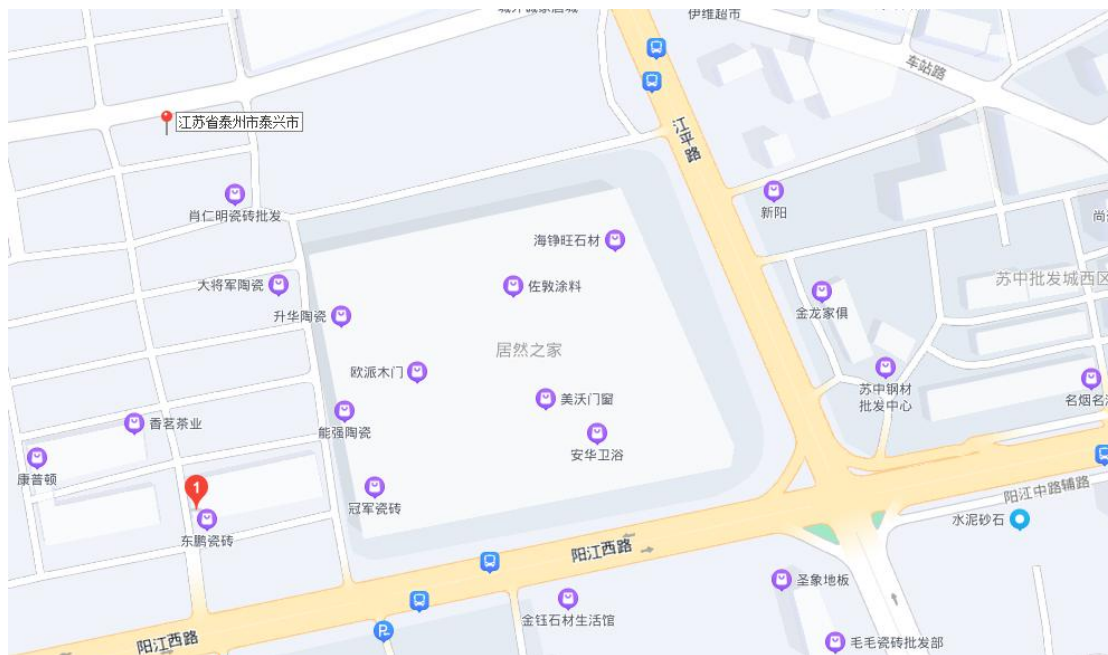 伊维超市
车站路
江苏省泰州市泰兴市
江平路
肖仁明瓷砖批发
新阳
海铮旺石材
大将军陶瓷
佐敦涂料
苏中批发城西区
升华陶瓷
金龙家俱
居然之家
欧派木门
苏中钢材
批发中心
美沃门窗
名烟名酒
香茗茶业
能强陶瓷
安华卫浴
康普顿
1
冠军瓷砖
阳江中路辅路
东鹏瓷砖
水泥砂石
阳江西路
圣象地板
金钰石材生活馆
P
阳江西路
毛毛瓷砖批发部